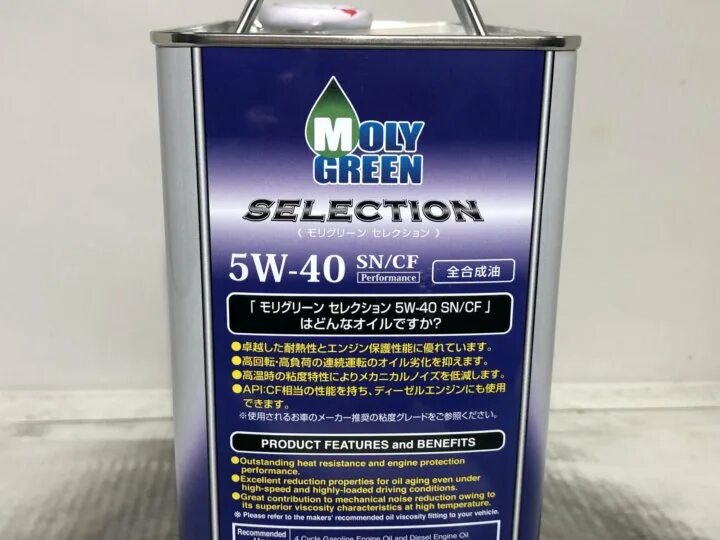 MOLY
GREEN
SELECTION
《 モリグリーン セレクション 》
5W-40 SN/CF Performance 全合成油
「 モリグリーン セレクション 5W-40 SN/CF 」
はどんなオイルですか?
●卓越した耐熱性とエンジン保護性能に優れています。
●高回転・高負荷の連続運転のオイル劣化を抑えます。
●高温時の粘度特性によりメカニカルノイズを低減します。
●API:CF相当の性能を持ち、ディーゼルエンジンにも使用
できます。
※使用されるお車のメーカー推奨の粘度グレードをご参照ください。
PRODUCT FEATURES and BENEFITS
●Outstanding heat resistance and engine protection
performance.
●Excellent reduction properties for oil aging even under
high-speed and highly-loaded driving conditions.
●Great contribution to mechanical noise reduction owing to
its superior viscosity characteristics at high temperature.
※ Please refer to the makers' recommended oil viscosity fitting to your vehicle.
Recommended
4 Cycle Gasoline Engine Oil and Diesel Engine Oil